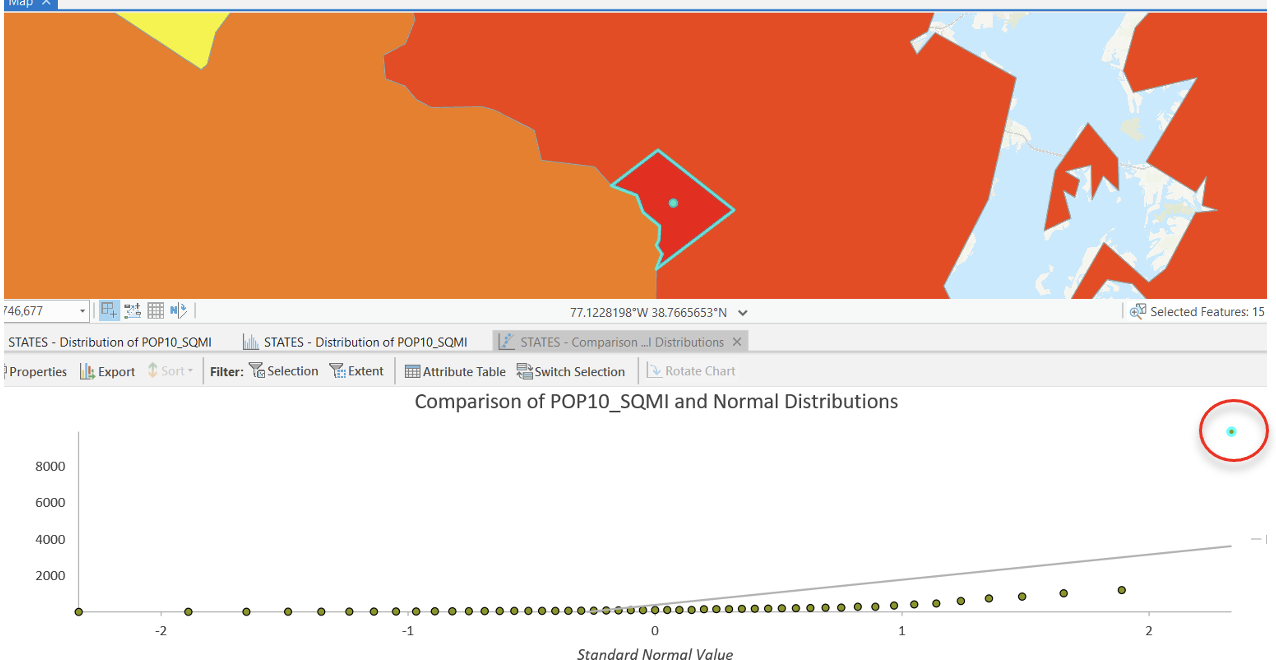 Map ×
746,677
77.1228198°W 38.7665653°N
Selected Features: 15
STATES - Distribution of POP10_SQMI
STATES - Distribution of POP10_SQMI
STATES - Comparison ...l Distributions ×
Properties
Export
Sort
Filter:
Selection
Extent
Attribute Table
Switch Selection
Rotate Chart
Comparison of POP10_SQMI and Normal Distributions
8000
6000
4000
2000
-2 -1 0 1 2
Standard Normal Value